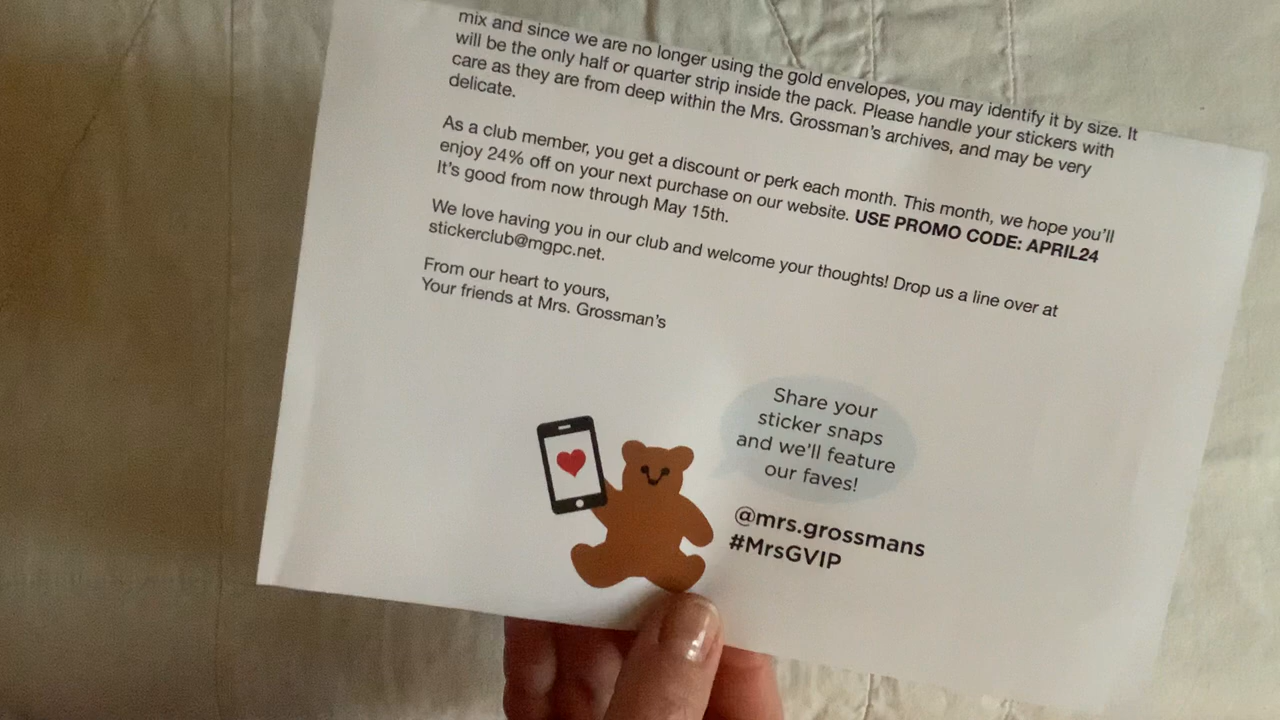 mix and since we are no longer using the gold envelopes, you may identify it by size. It
will be the only half or quarter strip inside the pack. Please handle your stickers with
care as they are from deep within the Mrs. Grossman's archives, and may be very
delicate.
As a club member, you get a discount or perk each month. This month, we hope you'll
enjoy 24% off on your next purchase on our website. USE PROMO CODE: APRIL24
It's good from now through May 15th.
We love having you in our club and welcome your thoughts! Drop us a line over at
stickerclub@mgpc.net.
From our heart to yours,
Your friends at Mrs. Grossman's
Share your
sticker snaps
and we'll feature
our faves!
@mrs.grossmans
#MrsGVIP